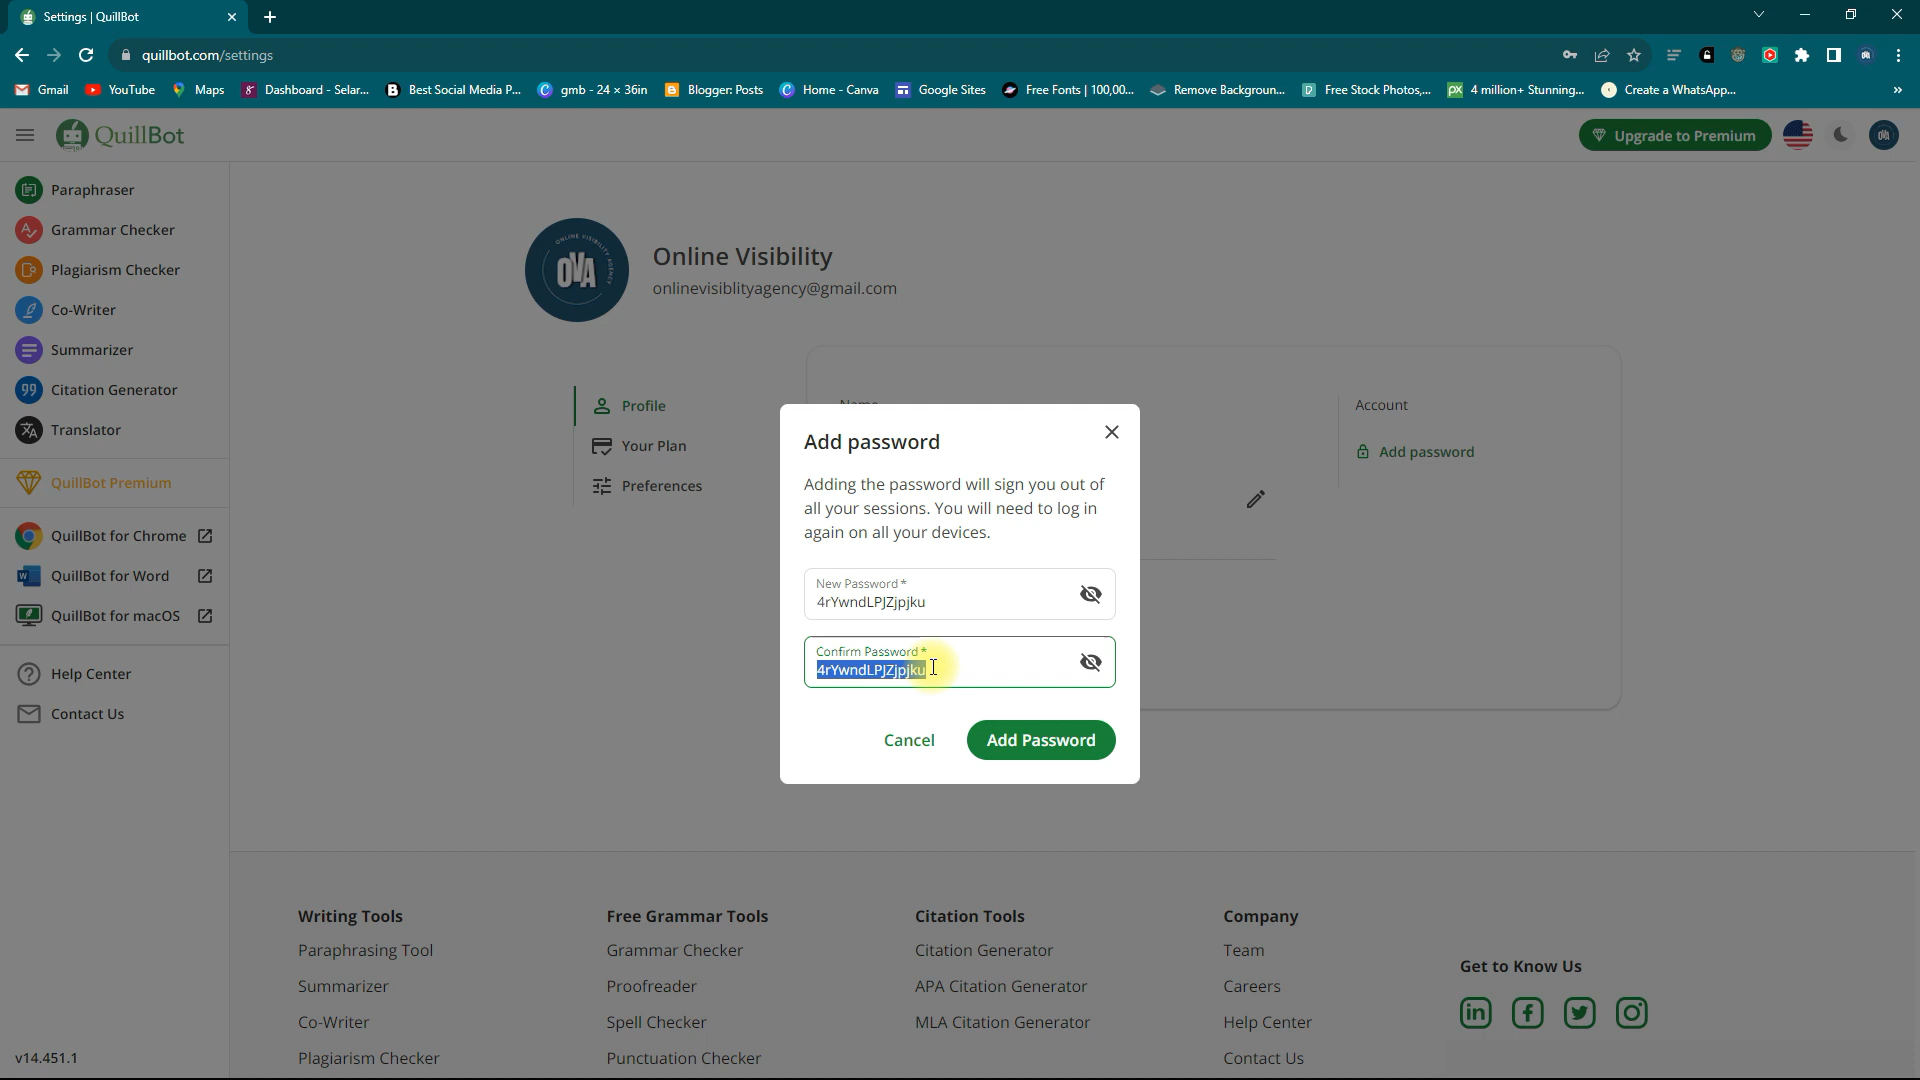 Settings | QuillBot
quillbot.com/settings
Gmail
YouTube
Maps
Dashboard - Selar...
Best Social Media P...
gmb - 24 × 36in
Blogger: Posts
Home - Canva
Google Sites
Free Fonts | 100,00...
Remove Backgroun...
Free Stock Photos,...
4 million+ Stunning,...
Create a WhatsApp...
»
QuillBot
Upgrade to Premium
Paraphraser
Grammar Checker
Plagiarism Checker
Co-Writer
Summarizer
Citation Generator
Translator
QuillBot Premium
QuillBot for Chrome
QuillBot for Word
QuillBot for macOS
Help Center
Contact Us
v14.451.1
ONLINE VISIBILITY
AGENCY
OVA
Online Visibility
onlinevisiblityagency@gmail.com
Profile
Your Plan
Preferences
Account
Add password
Add password
Adding the password will sign you out of
all your sessions. You will need to log in
again on all your devices.
New Password *
4rYwndLPJZjpjku
Confirm Password *
4rYwndLPJZjpjku
Cancel
Add Password
Writing Tools
Paraphrasing Tool
Summarizer
Co-Writer
Plagiarism Checker
Free Grammar Tools
Grammar Checker
Proofreader
Spell Checker
Punctuation Checker
Citation Tools
Citation Generator
APA Citation Generator
MLA Citation Generator
Company
Team
Careers
Help Center
Contact Us
Get to Know Us